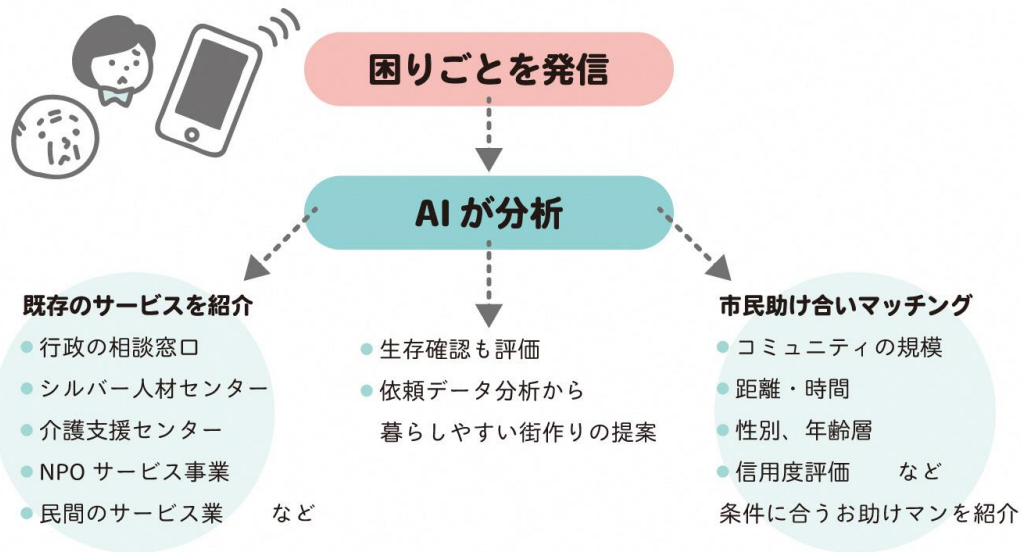 困りごとを発信
AIが分析
既存のサービスを紹介
行政の相談窓口
シルバー人材センター
介護支援センター
NPO サービス事業
民間のサービス業 など
生存確認も評価
依頼データ分析から
暮らしやすい街作りの提案
市民助け合いマッチング
コミュニティの規模
距離・時間
性別、年齢層
信用度評価 など
条件に合うお助けマンを紹介